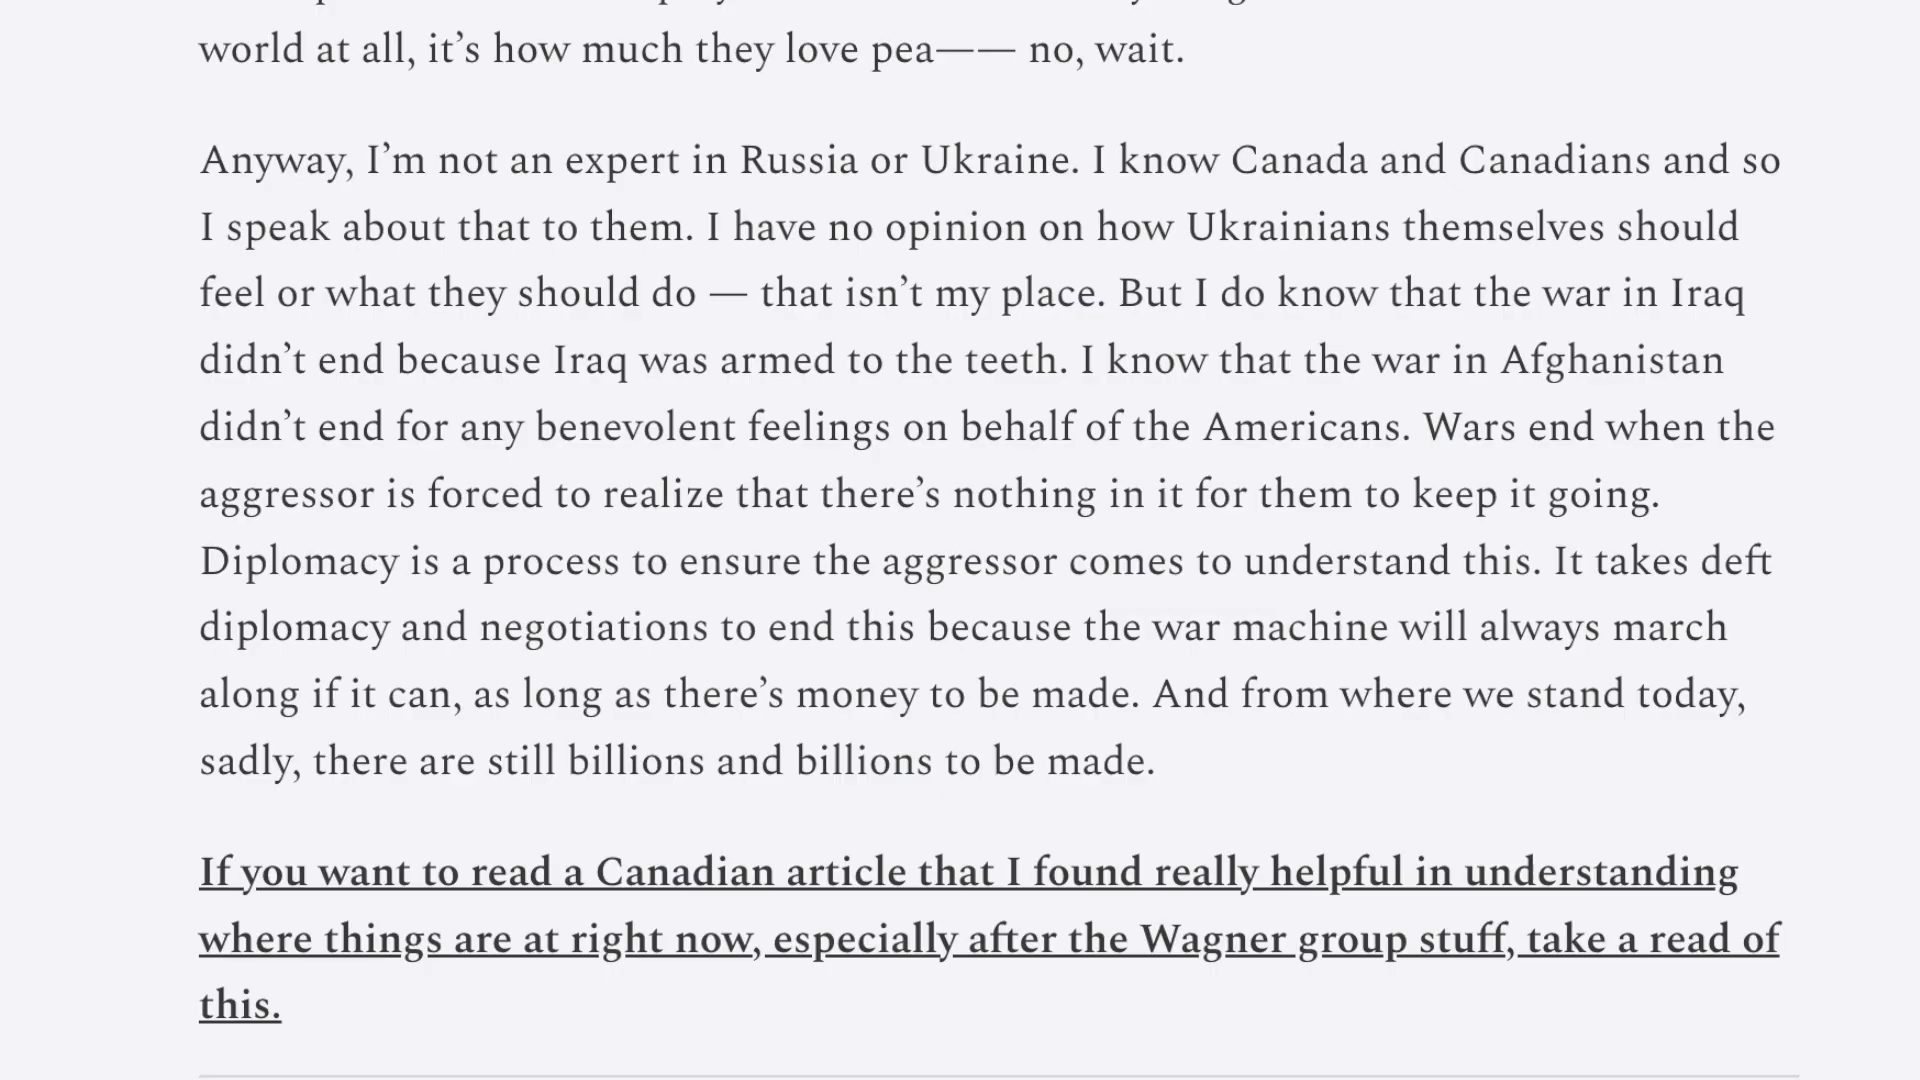 world at all, it’s how much they love pea—— no, wait.
Anyway, I’m not an expert in Russia or Ukraine. I know Canada and Canadians and so
I speak about that to them. I have no opinion on how Ukrainians themselves should
feel or what they should do — that isn’t my place. But I do know that the war in Iraq
didn’t end because Iraq was armed to the teeth. I know that the war in Afghanistan
didn’t end for any benevolent feelings on behalf of the Americans. Wars end when the
aggressor is forced to realize that there’s nothing in it for them to keep it going.
Diplomacy is a process to ensure the aggressor comes to understand this. It takes deft
diplomacy and negotiations to end this because the war machine will always march
along if it can, as long as there’s money to be made. And from where we stand today,
sadly, there are still billions and billions to be made.
If you want to read a Canadian article that I found really helpful in understanding
where things are at right now, especially after the Wagner group stuff, take a read of
this.